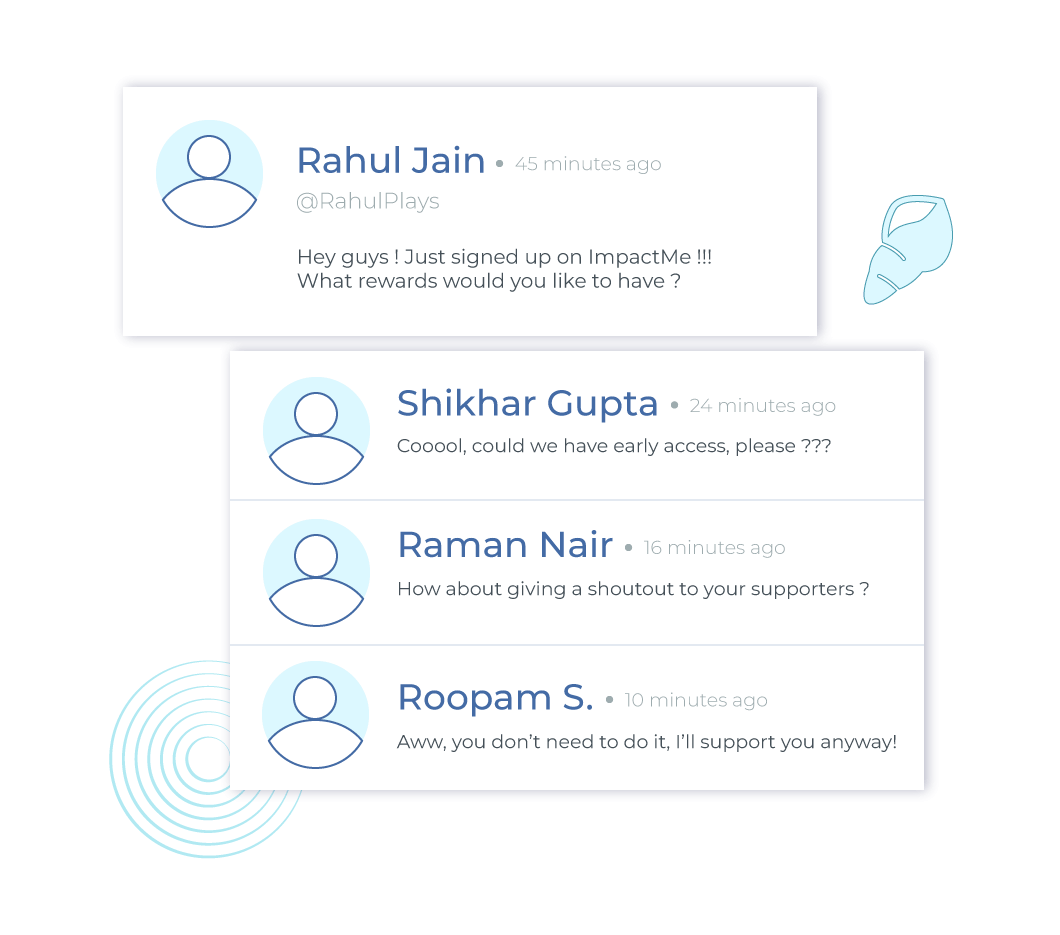 Rahul Jain • 45 minutes ago
@RahulPlays
Hey guys ! Just signed up on ImpactMe !!!
What rewards would you like to have ?
Shikhar Gupta • 24 minutes ago
Cooool, could we have early access, please ???
Raman Nair • 16 minutes ago
How about giving a shoutout to your supporters ?
Roopam S. • 10 minutes ago
Aww, you don’t need to do it, I’ll support you anyway!